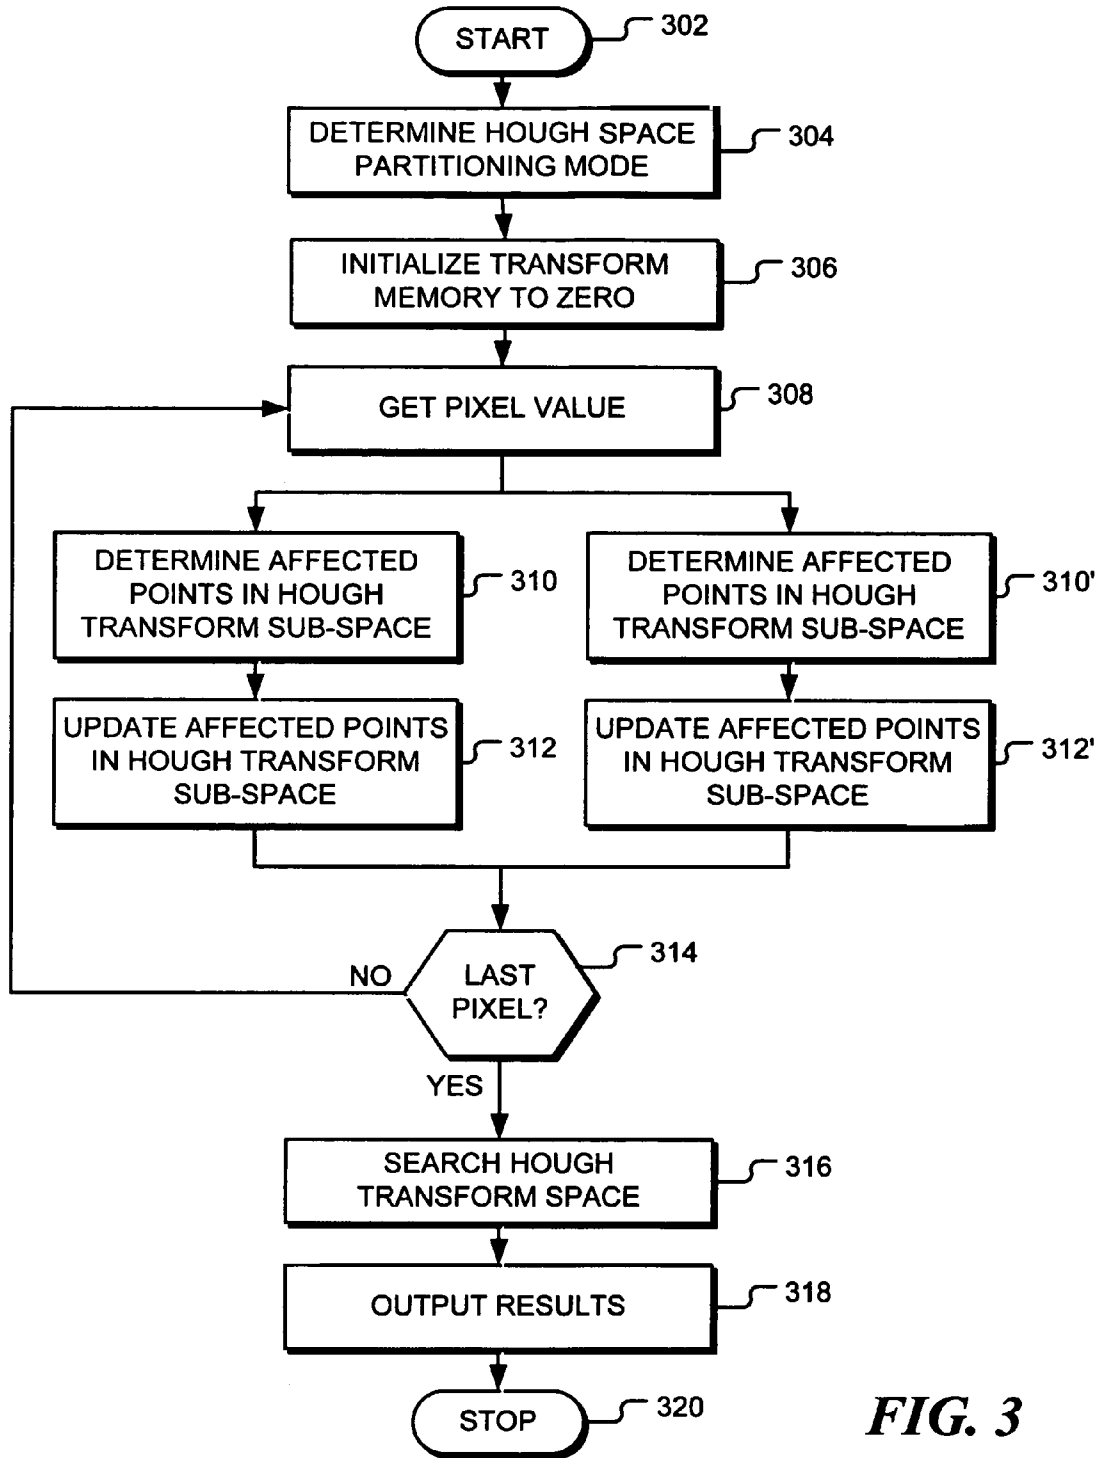 START
302
DETERMINE HOUGH SPACE
PARTITIONING MODE
304
INITIALIZE TRANSFORM
MEMORY TO ZERO
306
GET PIXEL VALUE
308
DETERMINE AFFECTED
POINTS IN HOUGH
TRANSFORM SUB-SPACE
310
DETERMINE AFFECTED
POINTS IN HOUGH
TRANSFORM SUB-SPACE
310'
UPDATE AFFECTED POINTS
IN HOUGH TRANSFORM
SUB-SPACE
312
UPDATE AFFECTED POINTS
IN HOUGH TRANSFORM
SUB-SPACE
312'
LAST
PIXEL?
314
NO
YES
SEARCH HOUGH
TRANSFORM SPACE
316
OUTPUT RESULTS
318
STOP
320
FIG. 3